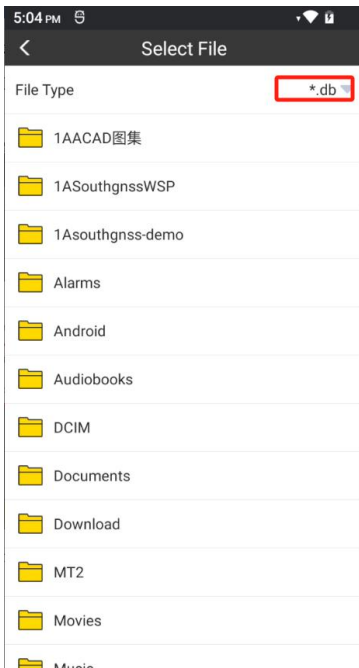 5:04 PM
Select File
File Type
*.db
1AACAD图集
1ASouthgnssWSP
1Asouthgnss-demo
Alarms
Android
Audiobooks
DCIM
Documents
Download
MT2
Movies
Music